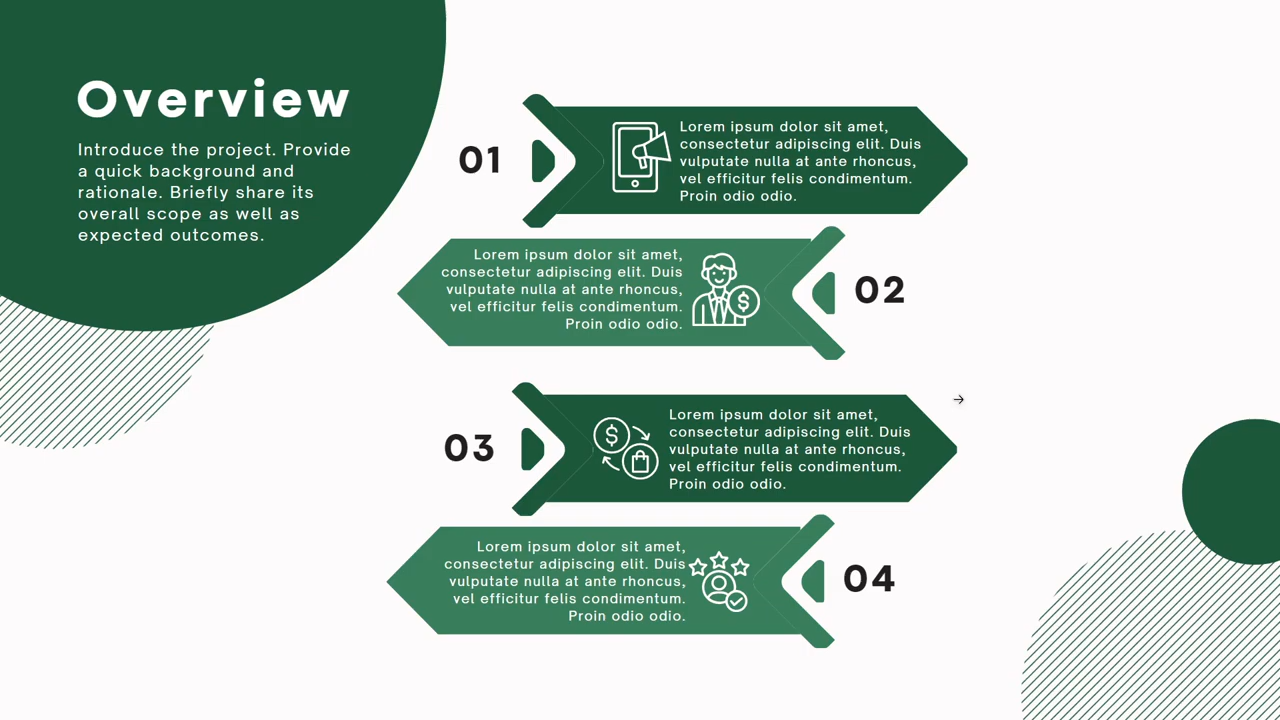 Overview
Introduce the project. Provide
a quick background and
rationale. Briefly share its
overall scope as well as
expected outcomes.
01
Lorem ipsum dolor sit amet,
consectetur adipiscing elit. Duis
vulputate nulla at ante rhoncus,
vel efficitur felis condimentum.
Proin odio odio.
Lorem ipsum dolor sit amet,
consectetur adipiscing elit. Duis
vulputate nulla at ante rhoncus,
vel efficitur felis condimentum.
Proin odio odio.
$
02
03
$
Lorem ipsum dolor sit amet,
consectetur adipiscing elit. Duis
vulputate nulla at ante rhoncus,
vel efficitur felis condimentum.
Proin odio odio.
Lorem ipsum dolor sit amet,
consectetur adipiscing elit. Duis
vulputate nulla at ante rhoncus,
vel efficitur felis condimentum.
Proin odio odio.
04